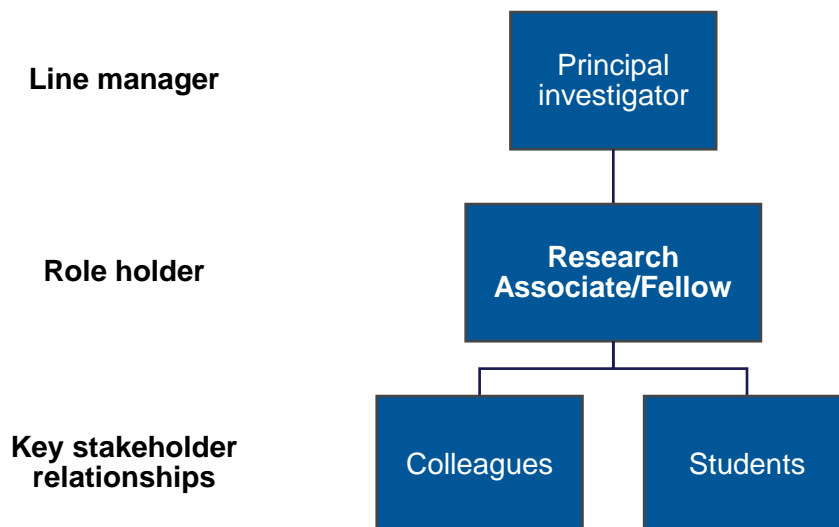 Line manager
Principal
investigator
Role holder
Research
Associate/Fellow
Key stakeholder
relationships
Colleagues
Students